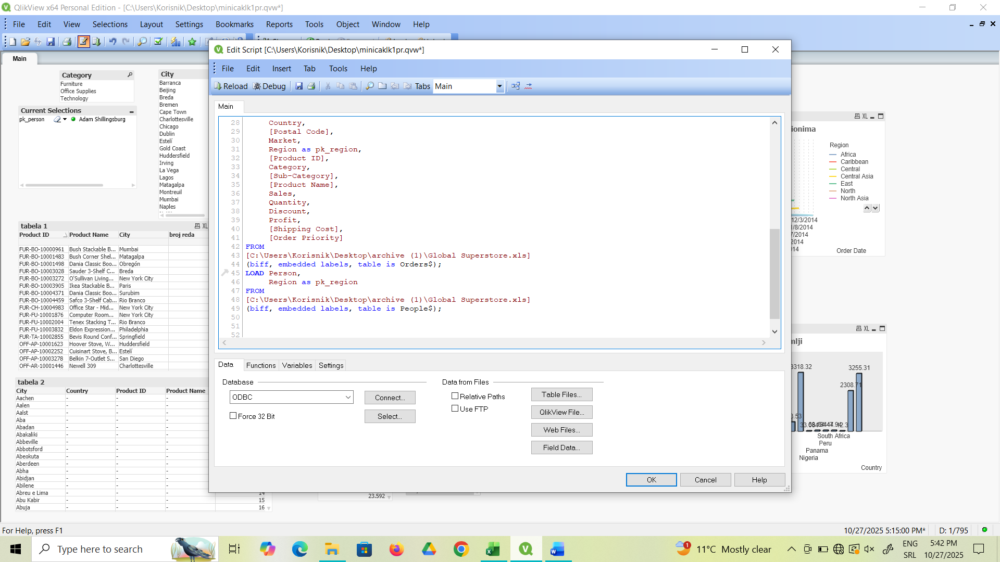 QlikView x64 Personal Edition - [C:\Users\Korisnik\Desktop\minicaklk1pr.qvw*]
File Edit View Selections Layout Settings Bookmarks Reports Tools Object Window Help
Main
Category
Furniture
Office Supplies
Technology
Current Selections
pk_person Adam Shillingsburg
City
Barranca
Beijing
Breda
Bremen
Cape Town
Charlottesville
Chicago
Dublin
Estelí
Gold Coast
Huddersfield
Irving
La Vega
Lagos
Matagalpa
Montreuil
Mumbai
Naples
tabela 1 XL
Product ID Product Name City broj reda
FUR-BO-10000961 Bush Stackable B... Mumbai
FUR-BO-10001483 Bush Corner Shel... Matagalpa
FUR-BO-10001498 Dania Classic Boo... Obregón
FUR-BO-10003028 Sauder 3-Shelf C... Breda
FUR-BO-10003272 O'Sullivan Living... New York City
FUR-BO-10003905 Ikea Stackable B... Paris
FUR-BO-10004371 Dania Classic Boo... Surubim
FUR-BO-10004459 Safco 3-Shelf Cab... Rio Branco
FUR-CH-10004983 Office Star - Mid... New York City
FUR-FU-10001876 Computer Room... New York City
FUR-FU-10002004 Tenex Stacking T... Rio Branco
FUR-FU-10003832 Eldon Expression... Philadelphia
FUR-TA-10002855 Bevis Round Conf... Springfield
OFF-AP-10001623 Hoover Stove, W... Huddersfield
OFF-AP-10002252 Cuisinart Stove, B... Estelí
OFF-AP-10003278 Belkin 7-Outlet S... San Diego
OFF-AR-10001446 Newell 309 Charlottesville
tabela 2
City Country Product ID Product Name
Aachen - - -
Aalen - - -
Aalst - - -
Aba - - -
Abadan - - -
Abakaliki - - -
Abbeville - - -
Abbotsford - - -
Abeokuta - - -
Aberdeen - - -
Abha - - -
Abidjan - - -
Abilene - - -
Abreu e Lima - - - 14
Abu Kabir - - - 15
Abuja - - - 16
23.592
Edit Script [C:\Users\Korisnik\Desktop\minicaklk1pr.qvw*]
File Edit Insert Tab Tools Help
Reload Debug Tabs Main
Main
28 Country,
29 [Postal Code],
30 Market,
31 Region as pk_region,
32 [Product ID],
33 Category,
34 [Sub-Category],
35 [Product Name],
36 Sales,
37 Quantity,
38 Discount,
39 Profit,
40 [Shipping Cost],
41 [Order Priority]
42 FROM
43 [C:\Users\Korisnik\Desktop\archive (1)\Global Superstore.xls]
44 (biff, embedded labels, table is Orders$);
45 LOAD Person,
46 Region as pk_region
47 FROM
48 [C:\Users\Korisnik\Desktop\archive (1)\Global Superstore.xls]
49 (biff, embedded labels, table is People$);
50
51
52
Data Functions Variables Settings
Database
ODBC
Connect...
Force 32 Bit
Select...
Data from Files
Relative Paths
Use FTP
Table Files...
QlikView File...
Web Files...
Field Data...
OK Cancel Help
XL
ionima
Region
Africa
Caribbean
Central
Central Asia
East
North
North Asia
12/3/2014
1/8/2014
7/2014
2014
14
Order Date
XL
mlji
3318.32
3255.31
2308.71
South Africa
Peru
Panama
Nigeria
Country
For Help, press F1
10/27/2025 5:15:00 PM* D: 1/795
Type here to search
1
11°C Mostly clear
ENG
SRL
5:42 PM
10/27/2025